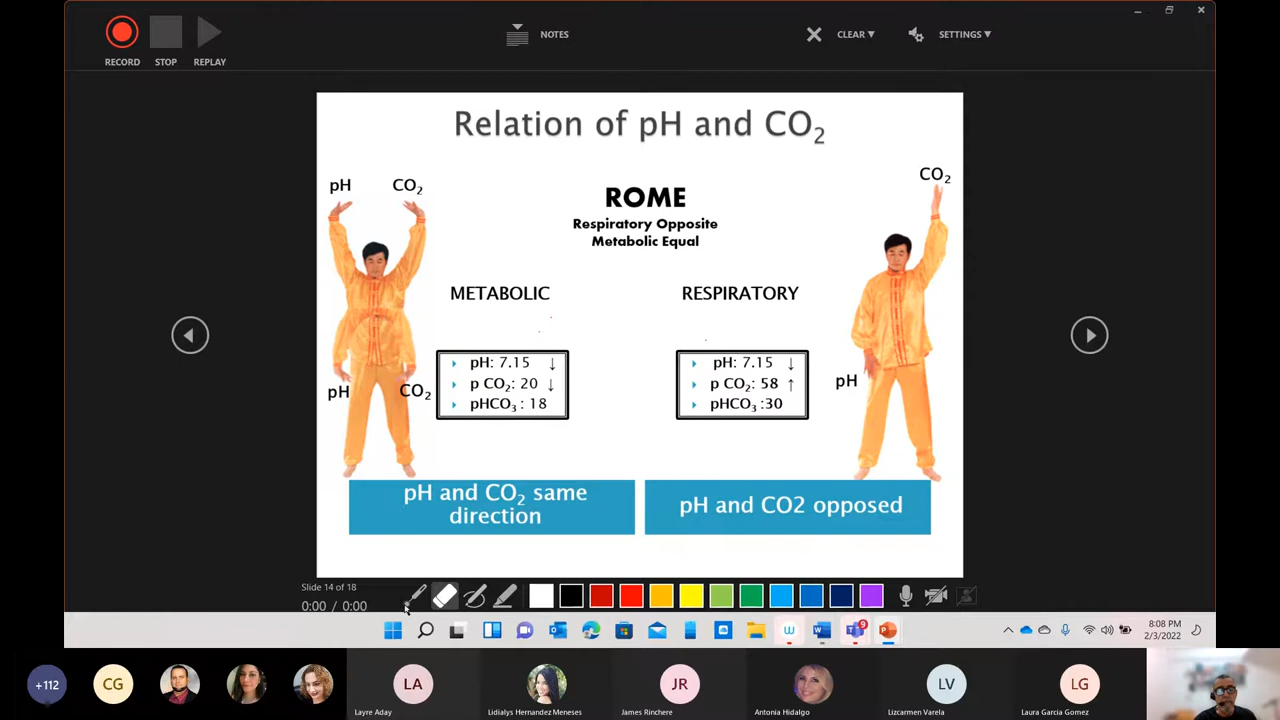 RECORD
STOP
REPLAY
NOTES
CLEAR
SETTINGS
Relation of pH and CO₂
pH
CO₂
CO₂
ROME
Respiratory Opposite
Metabolic Equal
METABOLIC
RESPIRATORY
pH: 7.15 ↓
p CO₂: 20 ↓
pHCO₃ : 18
pH: 7.15 ↓
p CO₂: 58 ↑
pHCO₃ :30
pH
CO₂
pH
pH and CO₂ same
direction
pH and CO2 opposed
Slide 14 of 18
0:00 / 0:00
9
8:08 PM
2/3/2022
+112
CG
LA
JR
LV
LG
Layre Aday
Lidialys Hernandez Meneses
James Rinchere
Antonia Hidalgo
Lizcarmen Varela
Laura Garcia Gomez